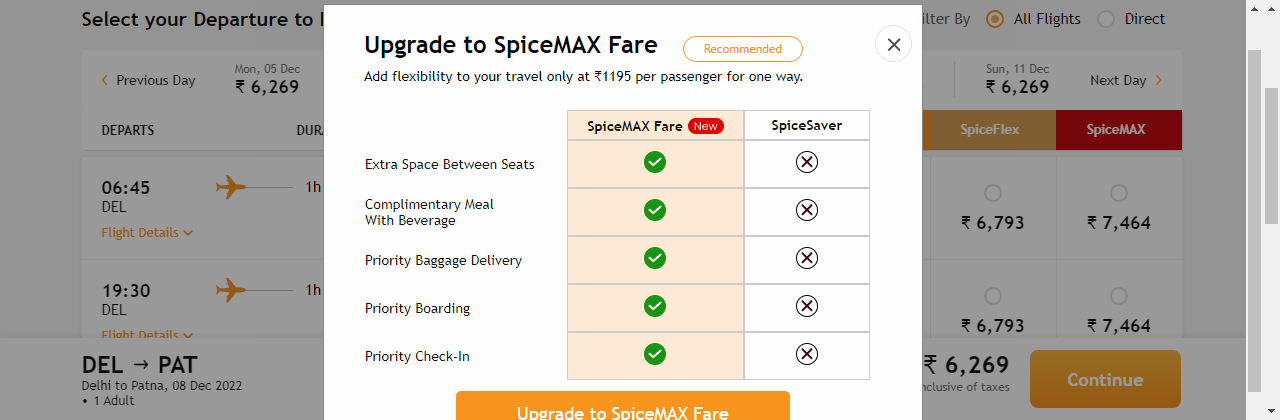 Select your Departure to
ilter By
All Flights
Direct
Upgrade to SpiceMAX Fare
Recommended
Add flexibility to your travel only at ₹1195 per passenger for one way.
Previous Day
Mon, 05 Dec
₹ 6,269
Sun, 11 Dec
₹ 6,269
Next Day
DEPARTS
DURA
SpiceFlex
SpiceMAX
SpiceMAX Fare New
SpiceSaver
Extra Space Between Seats
Complimentary Meal
With Beverage
Priority Baggage Delivery
Priority Boarding
Priority Check-In
06:45
DEL
1h
Flight Details
₹ 6,793
₹ 7,464
19:30
DEL
1h
Flight Details
₹ 6,793
₹ 7,464
DEL → PAT
Delhi to Patna, 08 Dec 2022
• 1 Adult
₹ 6,269
nclusive of taxes
Continue
Upgrade to SpiceMAX Fare